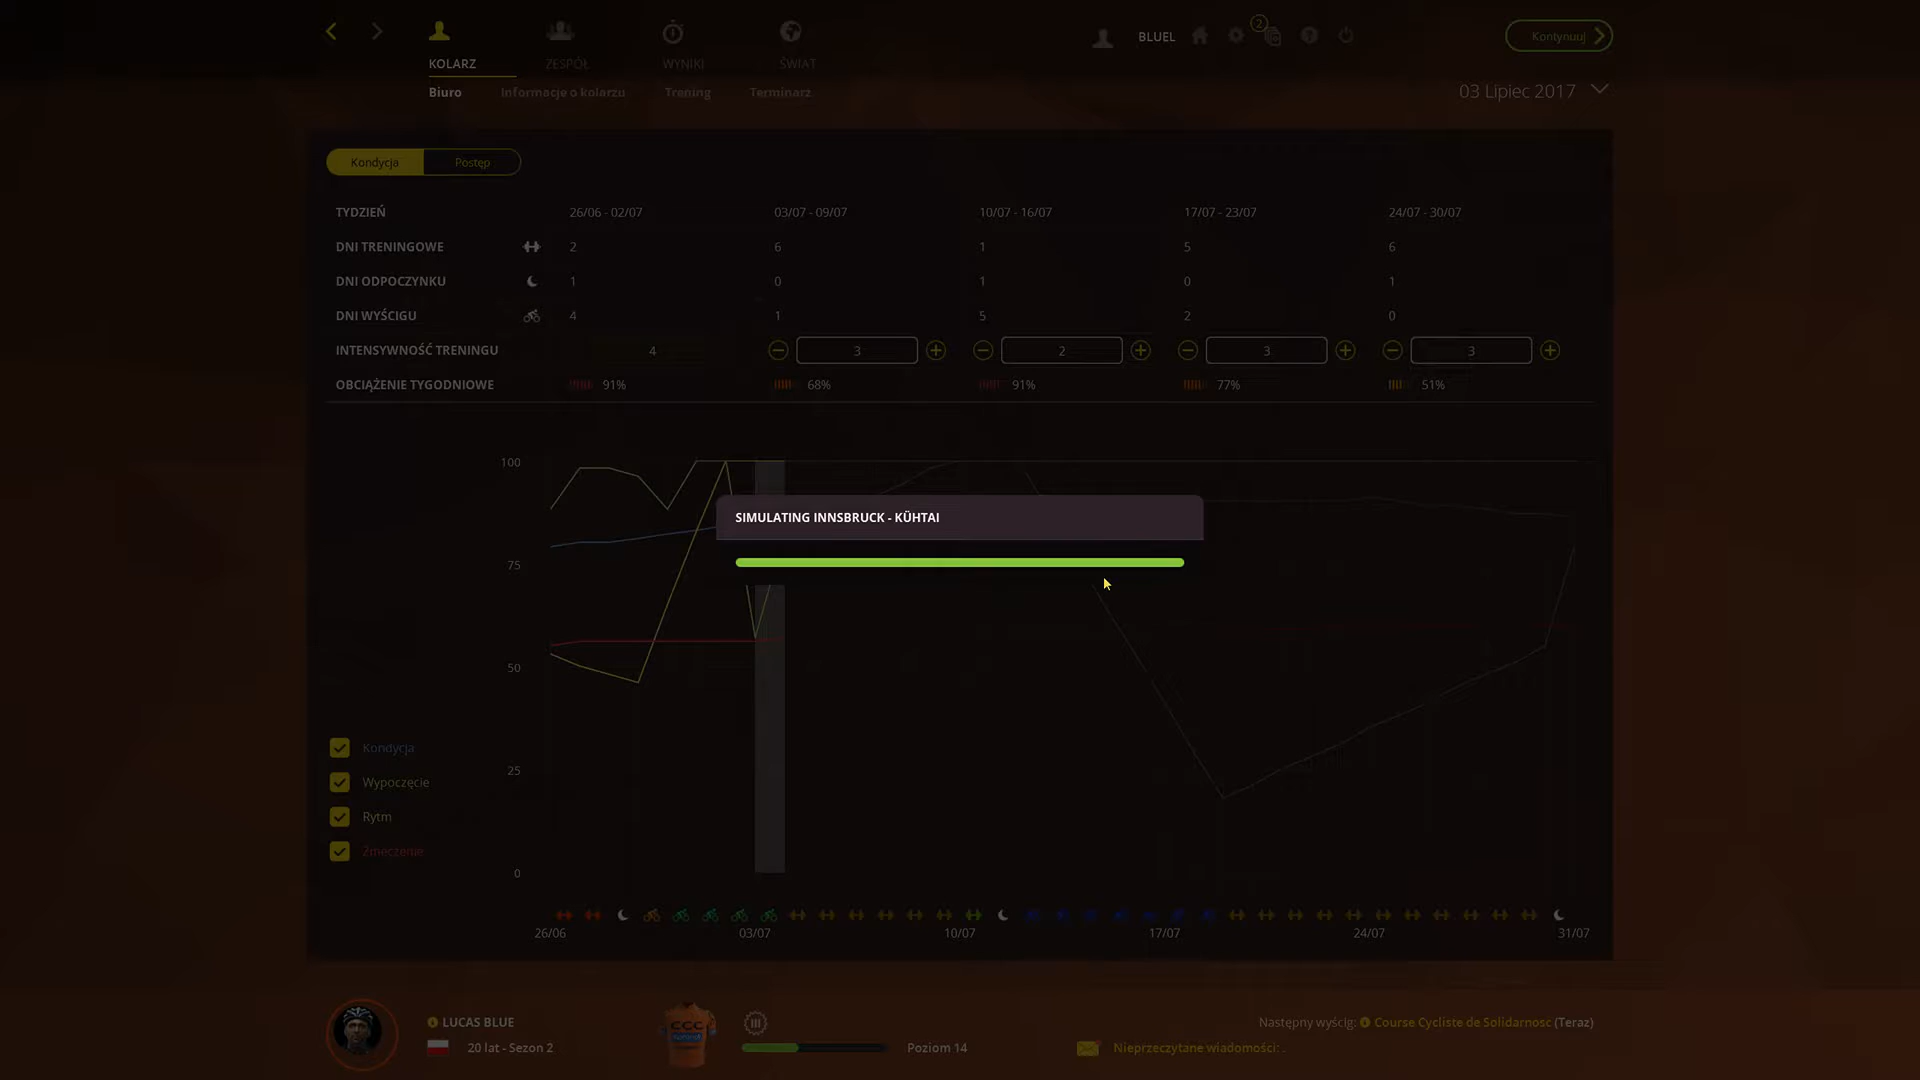 BLUEL
2
Kontynuuj
KOLARZ
ZESPÓŁ
WYNIKI
ŚWIAT
Biuro
Informacje o kolarzu
Trening
Terminarz
03 Lipiec 2017
Kondycja
Postęp
TYDZIEŃ
26/06 - 02/07
03/07 - 09/07
10/07 - 16/07
17/07 - 23/07
24/07 - 30/07
DNI TRENINGOWE
2
6
1
5
6
DNI ODPOCZYNKU
1
0
1
0
1
DNI WYŚCIGU
4
1
5
2
0
INTENSYWNOŚĆ TRENINGU
4
3
2
3
3
OBCIĄŻENIE TYGODNIOWE
91%
68%
91%
77%
51%
100
SIMULATING INNSBRUCK - KÜHTAI
75
50
25
0
Kondycja
Wypoczęcie
Rytm
Zmęczenie
26/06
03/07
10/07
17/07
24/07
31/07
LUCAS BLUE
20 lat - Sezon 2
CCC
III
Poziom 14
Następny wyścig: Course Cycliste de Solidarnosc (Teraz)
Nieprzeczytane wiadomości: .